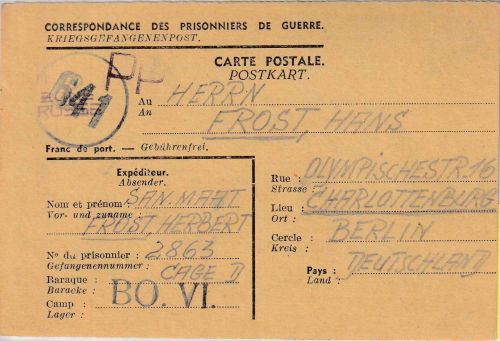 CORRESPONDANCE DES PRISONNIERS DE GUERRE.
KRIEGSGEFANGENENPOST.
CARTE POSTALE.
POSTKART.
PP
641
Au HERRN
An FROST, HANS
Franc de port. — Gebührenfrei.
Expéditeur.
Absender.
Nom et prénom: SAN. MAAT
Vor- und zuname: FROST, HERBERT
No du prisonnier : 2863
Gefangenennummer :
Baraque : CAGE D
Baracke :
Camp : BO. VI.
Lager :
Rue : OLYMPISCHESTR. 16
Strasse
Lieu : CHARLOTTENBURG
Ort :
Cercle : BERLIN
Kreis :
Pays : DEUTSCHLAND
Land :